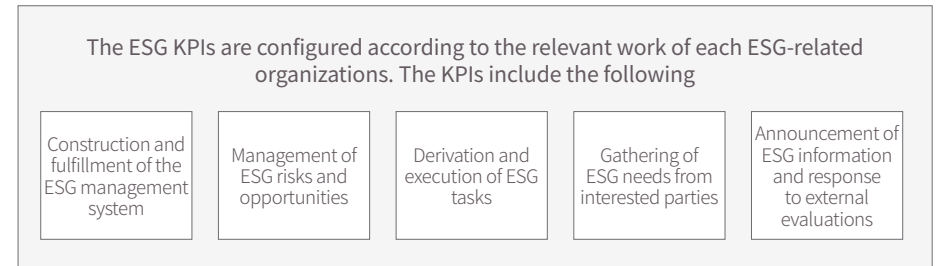 The ESG KPIs are configured according to the relevant work of each ESG-related
organizations. The KPIs include the following
Construction and
fulfillment of the
ESG management
system
Management of
ESG risks and
opportunities
Derivation and
execution of ESG
tasks
Gathering of
ESG needs from
interested parties
Announcement of
ESG information
and response
to external
evaluations